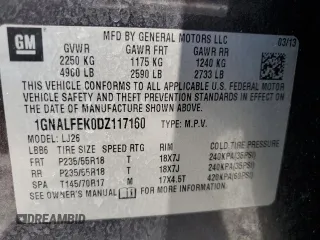 GM
MFD BY GENERAL MOTORS LLC
03/13
GVWR GAWR FRT GAWR RR
2250 KG 1175 KG 1240 KG
4960 LB 2590 LB 2733 LB
THIS VEHICLE CONFORMS TO ALL APPLICABLE
U.S. FEDERAL MOTOR VEHICLE SAFETY AND
THEFT PREVENTION STANDARDS IN EFFECT ON THE DATE
OF MANUFACTURE SHOWN ABOVE.
1GNALFEK0DZ117160 TYPE: M.P.V.
MODEL: LJ26
LBB6 TIRE SIZE SPEED RTG RIM COLD TIRE PRESSURE
FRT P235/55R18 T 18X7J 240KPA(35PSI)
RR P235/55R18 T 18X7J 240KPA(35PSI)
SPA T145/70R17 M 17X4.5T 420KPA(60PSI)
DREAMBID